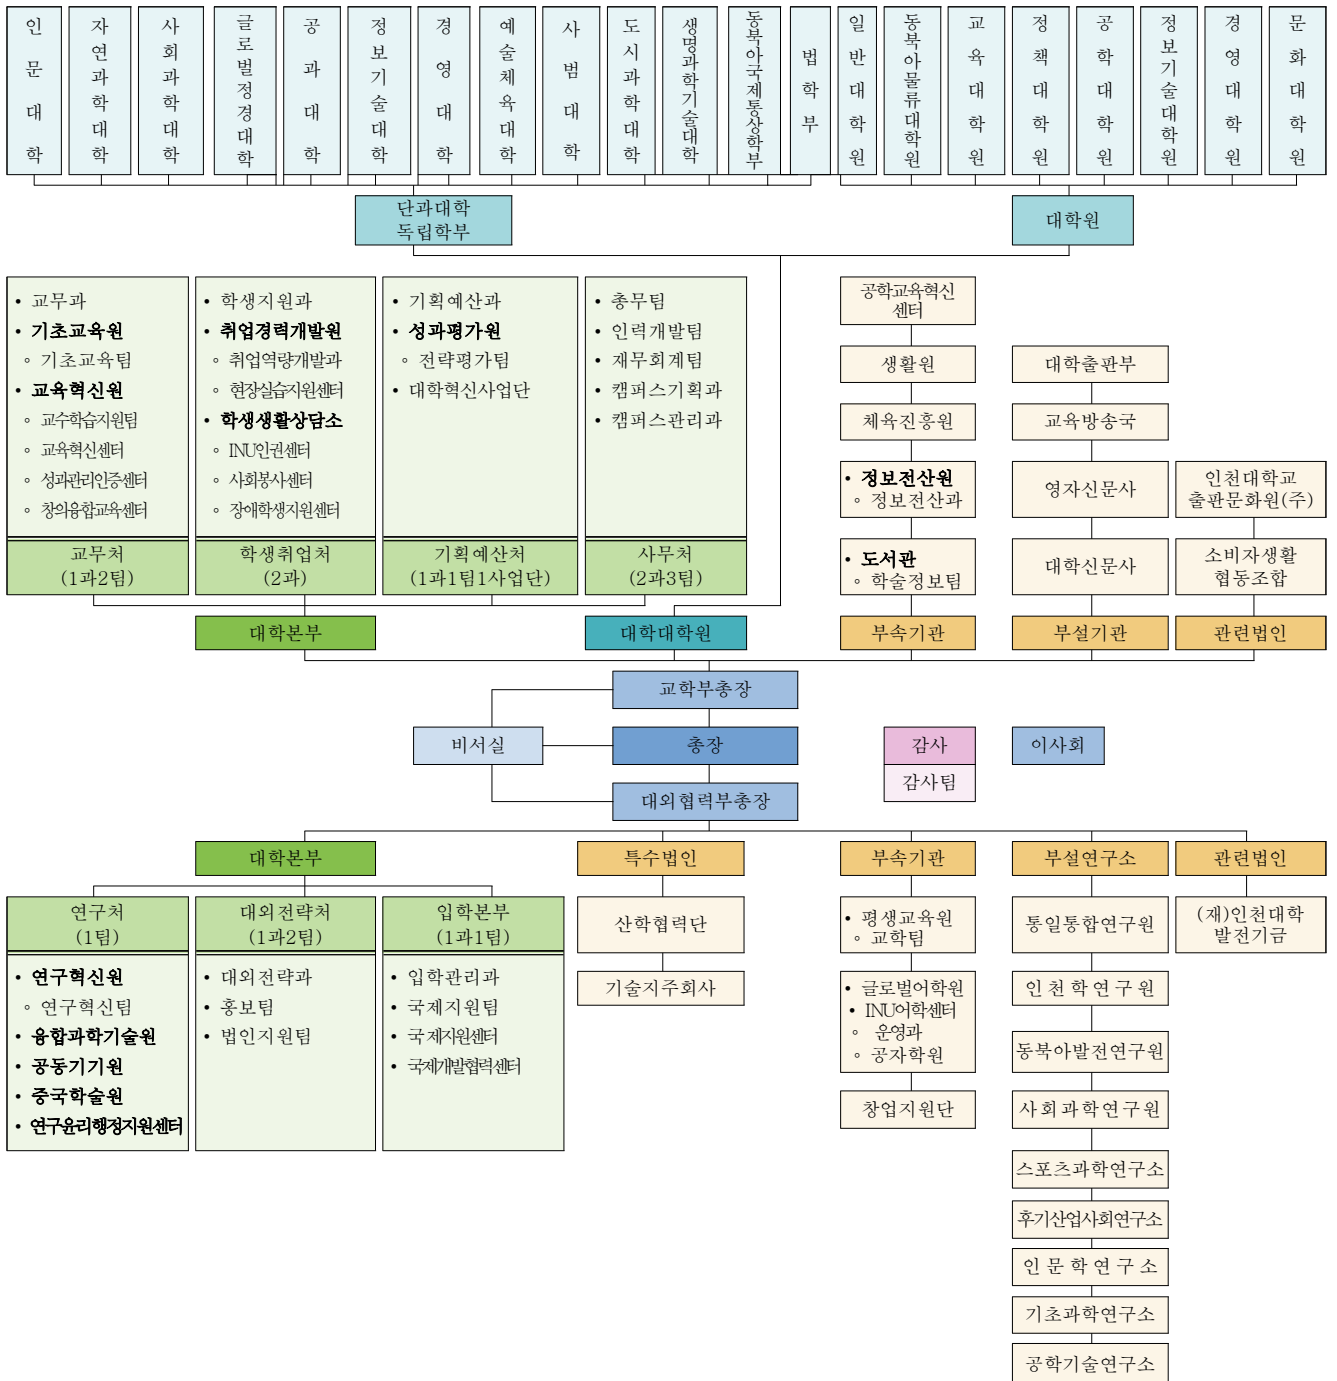 인문대학
자연과학대학
사회과학대학
글로벌정경대학
공과대학
정보기술대학
경영대학
예술체육대학
사범대학
도시과학대학
생명과학기술대학
동북아국제통상학부
법학부
일반대학원
동북아물류대학원
교육대학원
정책대학원
공학대학원
정보기술대학원
경영대학원
문화대학원
단과대학
독립학부
대학원
• 교무과
• 기초교육원
◦ 기초교육팀
• 교육혁신원
◦ 교수학습지원팀
◦ 교육혁신센터
◦ 성과관리인증센터
◦ 창의융합교육센터
교무처
(1과2팀)
• 학생지원과
• 취업경력개발원
◦ 취업역량개발과
◦ 현장실습지원센터
• 학생생활상담소
◦ INU인권센터
◦ 사회봉사센터
◦ 장애학생지원센터
학생취업처
(2과)
• 기획예산과
• 성과평가원
◦ 전략평가팀
• 대학혁신사업단
기획예산처
(1과1팀1사업단)
• 총무팀
• 인력개발팀
• 재무회계팀
• 캠퍼스기획과
• 캠퍼스관리과
사무처
(2과3팀)
공학교육혁신
센터
생활원
체육진흥원
• 정보전산원
◦ 정보전산과
• 도서관
◦ 학술정보팀
대학출판부
교육방송국
영자신문사
대학신문사
인천대학교
출판문화원(주)
소비자생활
협동조합
대학본부
대학대학원
부속기관
부설기관
관련법인
교학부총장
비서실
총장
감사
감사팀
이사회
대외협력부총장
대학본부
특수법인
부속기관
부설연구소
관련법인
연구처
(1팀)
• 연구혁신원
◦ 연구혁신팀
• 융합과학기술원
• 공동기기원
• 중국학술원
• 연구윤리행정지원센터
대외전략처
(1과2팀)
• 대외전략과
• 홍보팀
• 법인지원팀
입학본부
(1과1팀)
• 입학관리과
• 국제지원팀
• 국제지원센터
• 국제개발협력센터
산학협력단
기술지주회사
• 평생교육원
◦ 교학팀
• 글로벌어학원
• INU어학센터
◦ 운영과
◦ 공자학원
창업지원단
통일통합연구원
인천학연구원
동북아발전연구원
사회과학연구원
스포츠과학연구소
후기산업사회연구소
인문학연구소
기초과학연구소
공학기술연구소
(재)인천대학
발전기금